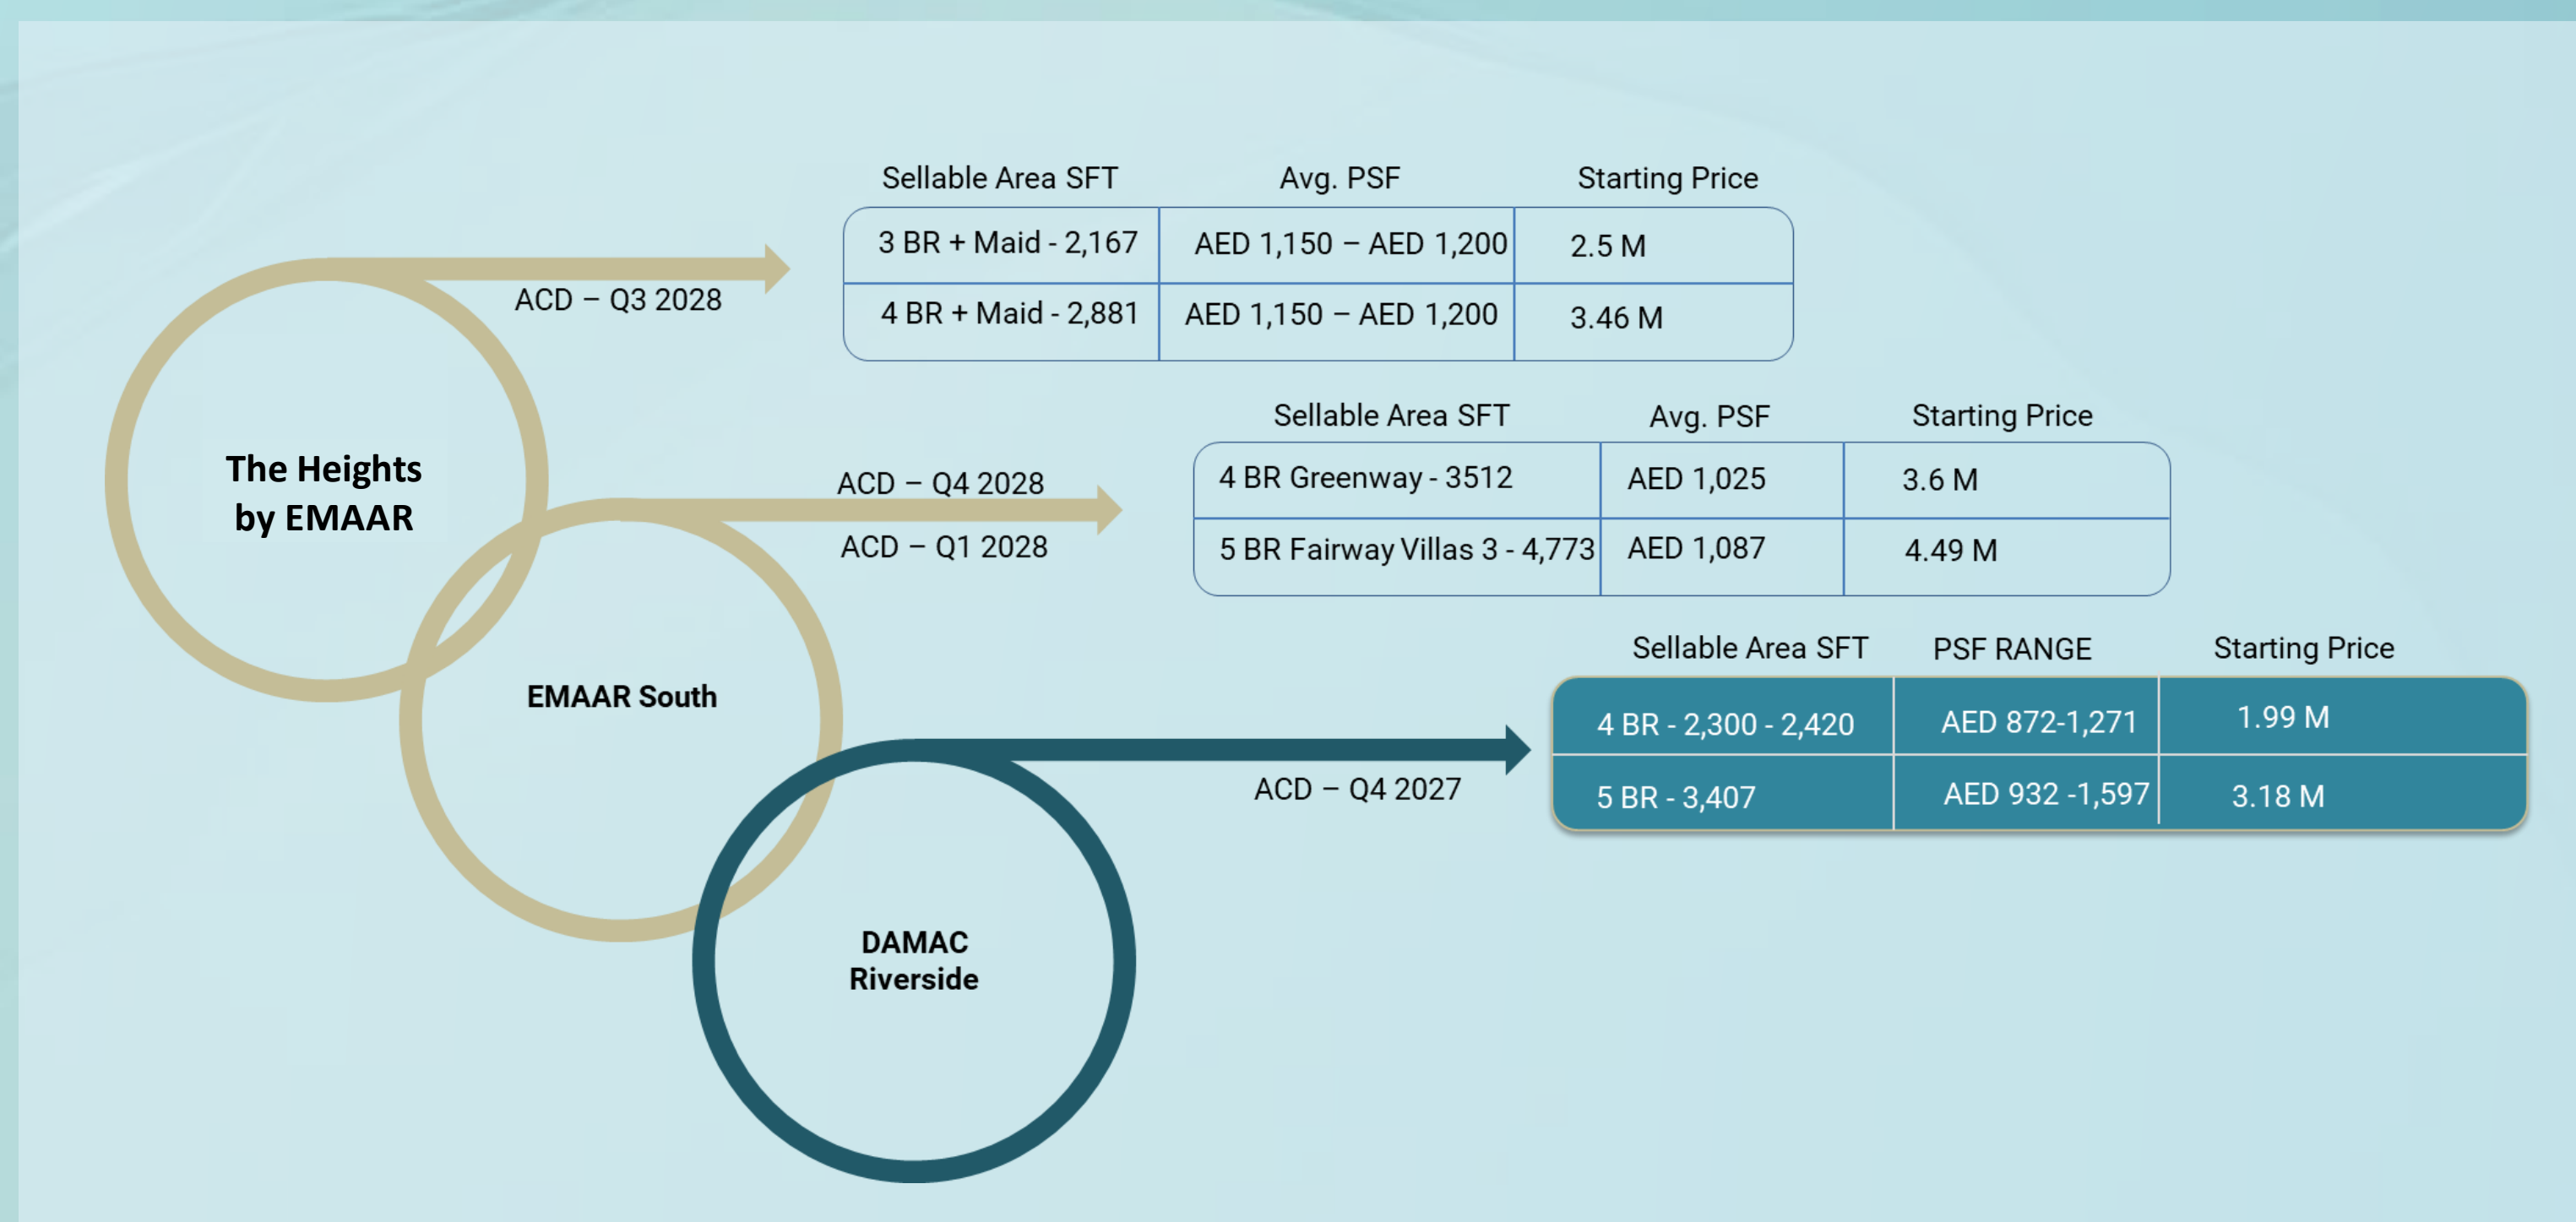 Sellable Area SFT Avg. PSF Starting Price
3 BR + Maid - 2,167 AED 1,150 – AED 1,200 2.5 M
ACD – Q3 2028
4 BR + Maid - 2,881 AED 1,150 – AED 1,200 3.46 M
The Heights
by EMAAR
Sellable Area SFT Avg. PSF Starting Price
ACD – Q4 2028
4 BR Greenway - 3512 AED 1,025 3.6 M
ACD – Q1 2028
5 BR Fairway Villas 3 - 4,773 AED 1,087 4.49 M
EMAAR South
Sellable Area SFT PSF RANGE Starting Price
4 BR - 2,300 - 2,420 AED 872-1,271 1.99 M
ACD – Q4 2027
5 BR - 3,407 AED 932 -1,597 3.18 M
DAMAC
Riverside